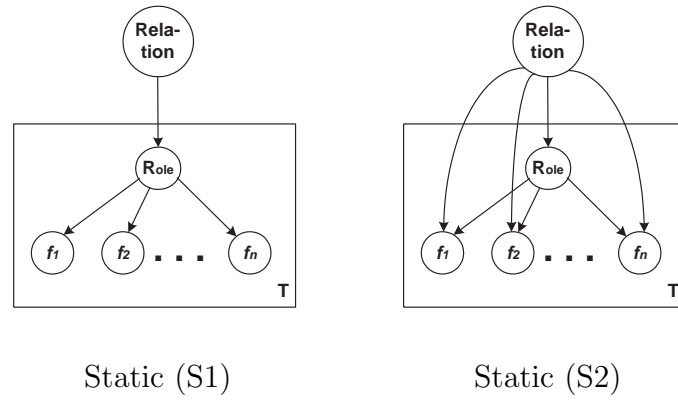 Rela-
tion
Role
f1
f2
. . .
fn
T
Static (S1)
Rela-
tion
Role
f1
f2
. . .
fn
T
Static (S2)